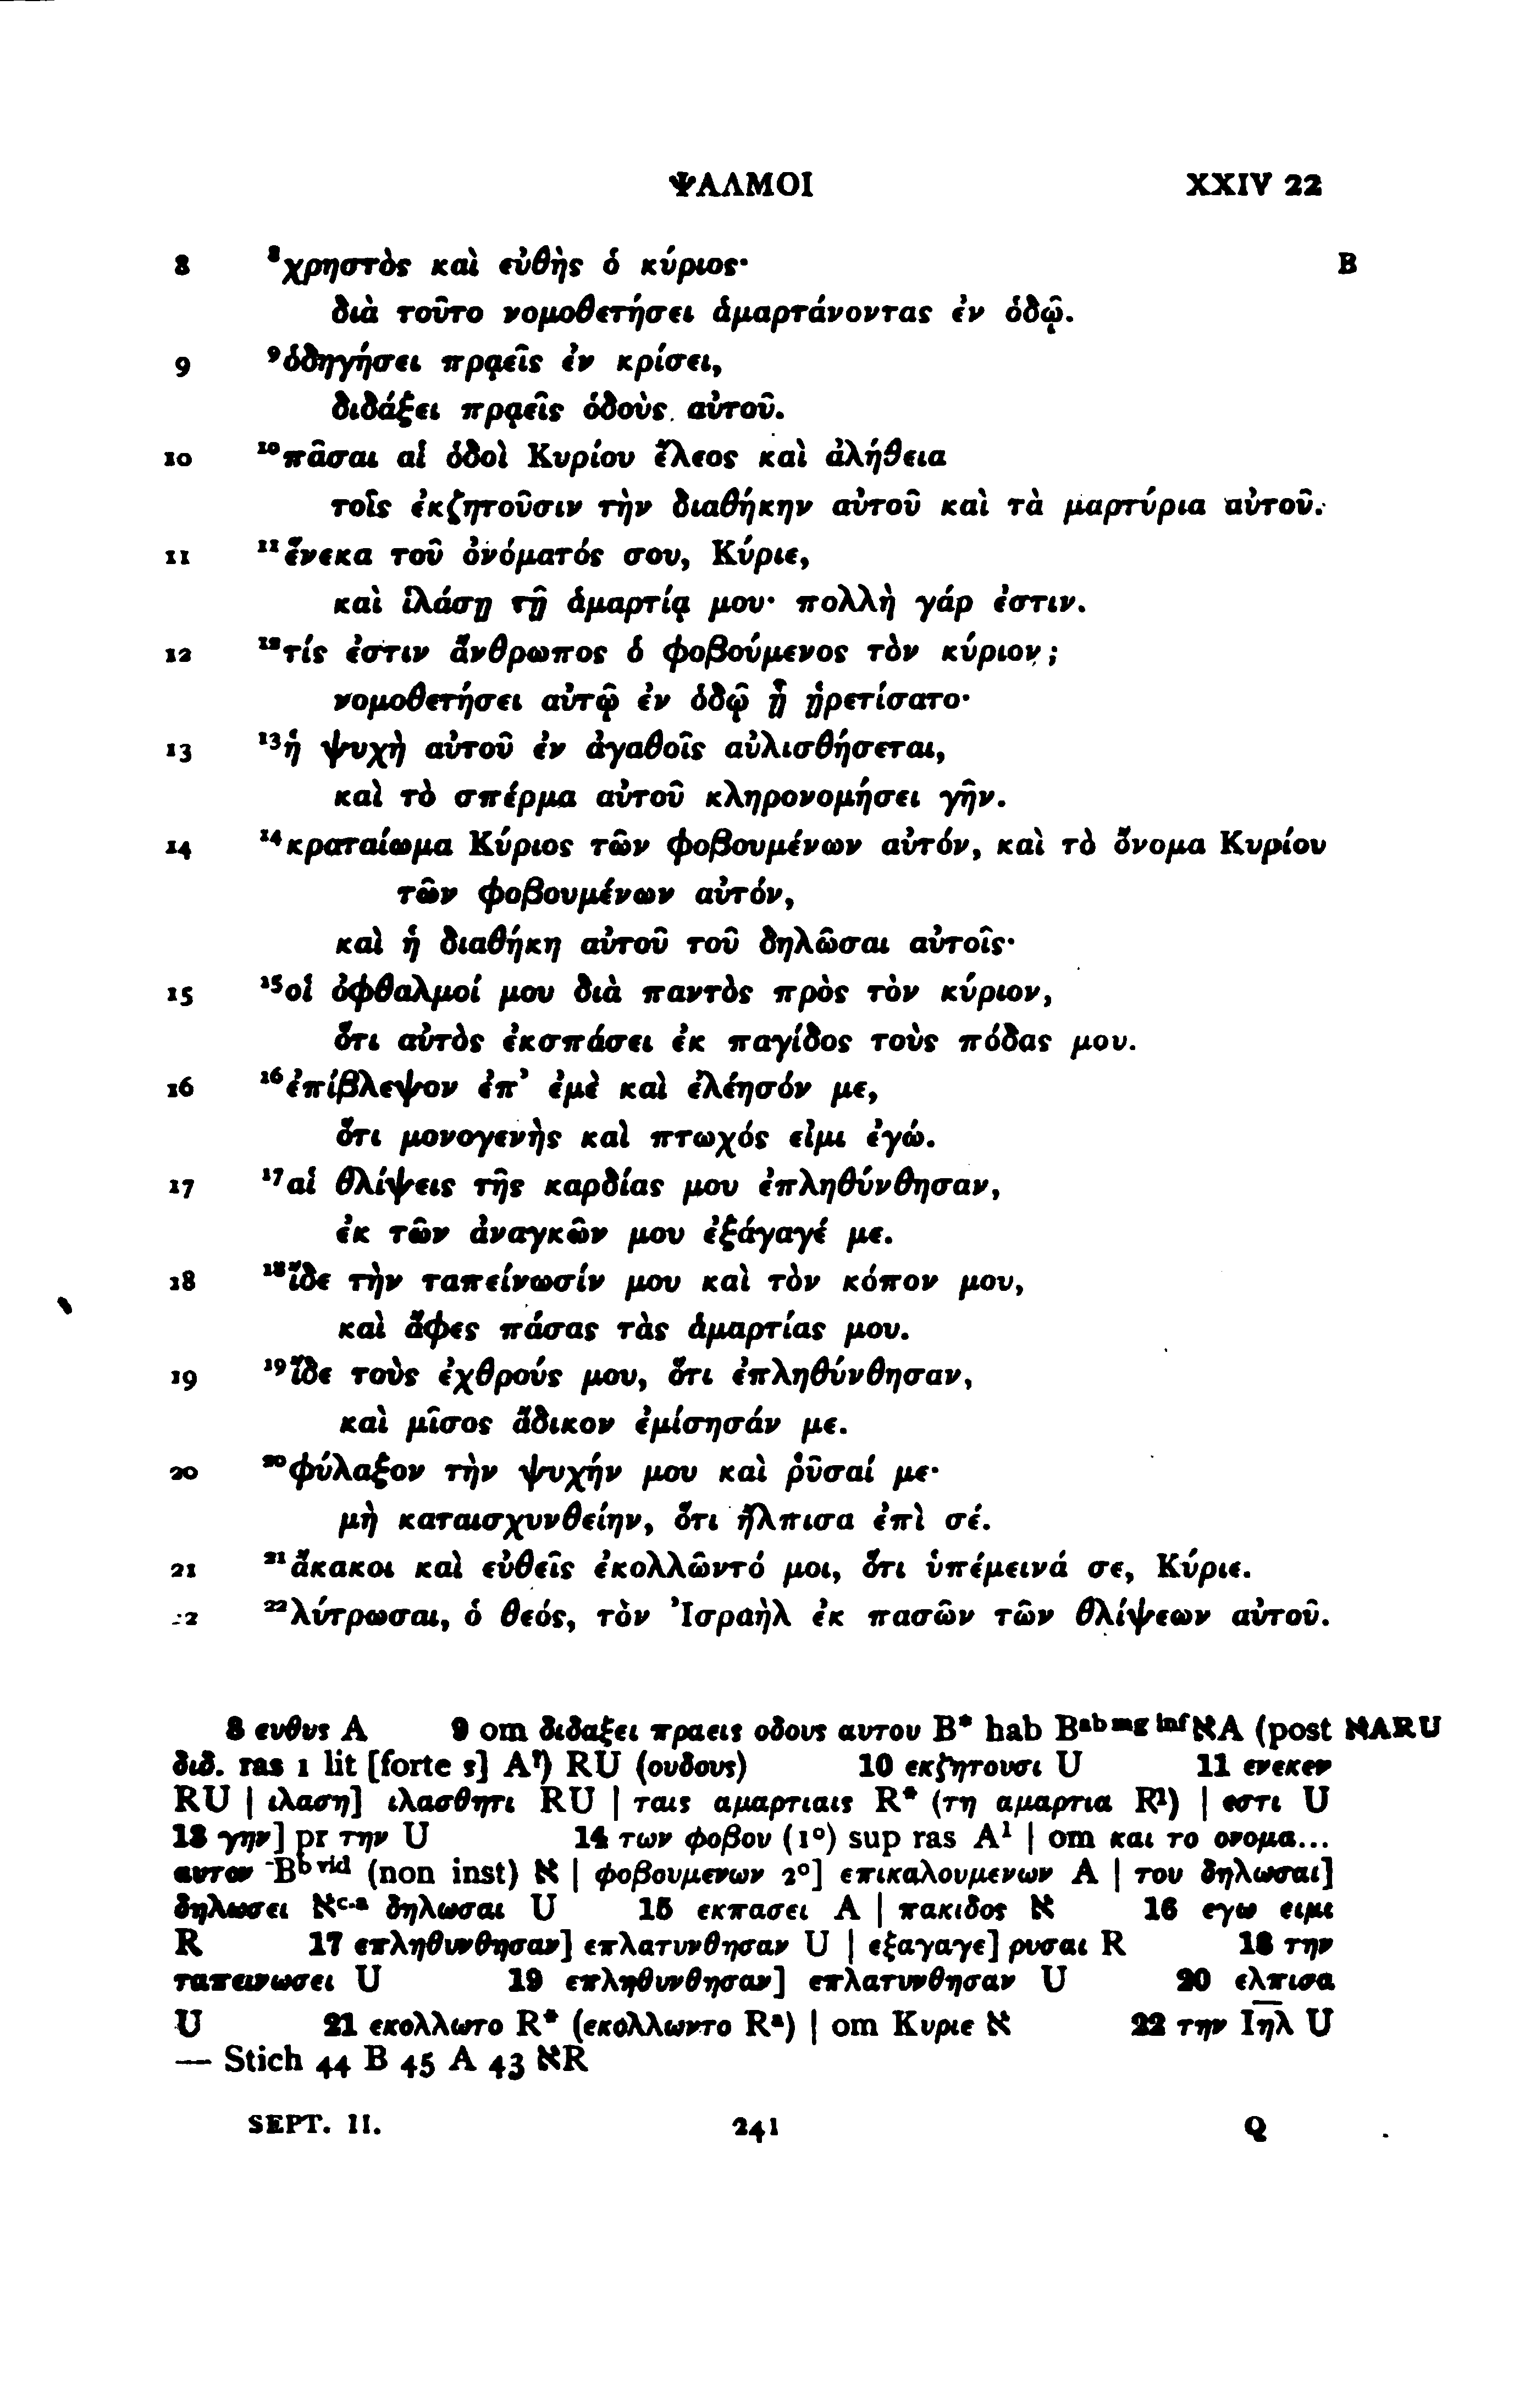 ΨΑΛΜΟΙ XXIV 22
8 ⁸χρηστὸς καὶ εὐθὴς ὁ κύριος· B
διὰ τοῦτο νομοθετήσει ἁμαρτάνοντας ἐν ὁδῷ.
9 ⁹ὁδηγήσει πρᾳεῖς ἐν κρίσει,
διδάξει πρᾳεῖς ὁδοὺς αὐτοῦ.
10 ¹⁰πᾶσαι αἱ ὁδοὶ Κυρίου ἔλεος καὶ ἀλήθεια
τοῖς ἐκζητοῦσιν τὴν διαθήκην αὐτοῦ καὶ τὰ μαρτύρια αὐτοῦ.
11 ¹¹ἕνεκα τοῦ ὀνόματός σου, Κύριε,
καὶ ἱλάσῃ τῇ ἁμαρτίᾳ μου· πολλὴ γάρ ἐστιν.
12 ¹²τίς ἐστιν ἄνθρωπος ὁ φοβούμενος τὸν κύριον;
νομοθετήσει αὐτῷ ἐν ὁδῷ ᾗ ᾑρετίσατο·
13 ¹³ἡ ψυχὴ αὐτοῦ ἐν ἀγαθοῖς αὐλισθήσεται,
καὶ τὸ σπέρμα αὐτοῦ κληρονομήσει γῆν.
14 ¹⁴κραταίωμα Κύριος τῶν φοβουμένων αὐτόν, καὶ τὸ ὄνομα Κυρίου
τῶν φοβουμένων αὐτόν,
καὶ ἡ διαθήκη αὐτοῦ τοῦ δηλῶσαι αὐτοῖς·
15 ¹⁵οἱ ὀφθαλμοί μου διὰ παντὸς πρὸς τὸν κύριον,
ὅτι αὐτὸς ἐκσπάσει ἐκ παγίδος τοὺς πόδας μου.
16 ¹⁶ἐπίβλεψον ἐπ’ ἐμὲ καὶ ἐλέησόν με,
ὅτι μονογενὴς καὶ πτωχός εἰμι ἐγώ.
17 ¹⁷αἱ θλίψεις τῆς καρδίας μου ἐπληθύνθησαν,
ἐκ τῶν ἀναγκῶν μου ἐξάγαγέ με.
18 ¹⁸ἴδε τὴν ταπείνωσίν μου καὶ τὸν κόπον μου,
καὶ ἄφες πάσας τὰς ἁμαρτίας μου.
19 ¹⁹ἴδε τοὺς ἐχθρούς μου, ὅτι ἐπληθύνθησαν,
καὶ μῖσος ἄδικον ἐμίσησάν με.
20 ²⁰φύλαξον τὴν ψυχήν μου καὶ ῥῦσαί με·
μὴ καταισχυνθείην, ὅτι ἤλπισα ἐπὶ σέ.
21 ²¹ἄκακοι καὶ εὐθεῖς ἐκολλῶντό μοι, ὅτι ὑπέμεινά σε, Κύριε.
22 ²²λύτρωσαι, ὁ θεός, τὸν Ἰσραὴλ ἐκ πασῶν τῶν θλίψεων αὐτοῦ.
8 ευθυς A 9 om διδαξει πραεις οδους αυτου B* hab Bᵃᵇ ᵐᵍ ⁱⁿᶠ אA (post אARU
διδ. ras 1 lit [forte s] Aʳ) RU (ουδους) 10 εκζητουσι U 11 ενεκεν
RU | ιλαση] ιλασθητι RU | ταις αμαρτιαις R* (τη αμαρτια R¹) | εστι U
13 γην] pr την U 14 των φοβου (1°) sup ras A¹ | om και το ονομα...
αυτον Bᵇ ᵛⁱᵈ (non inst) א | φοβουμενων 2°] επικαλουμενων A | του δηλωσαι]
δηλωσει אᶜ·ᵃ δηλωσαι U 15 εκπασει A | πακιδος א 16 εγω ειμι
R 17 επληθυνθησαν] επλατυνθησαν U | εξαγαγε] ρυσαι R 18 την
ταπεινωσει U 19 επληθυνθησαν] επλατυνθησαν U 20 ελπισα
U 21 εκολλωτο R* (εκολλωντο Rᵃ) | om Κυριε א 22 την Ιηλ U
— Stich 44 B 45 A 43 אR
SEPT. II. 241 Q